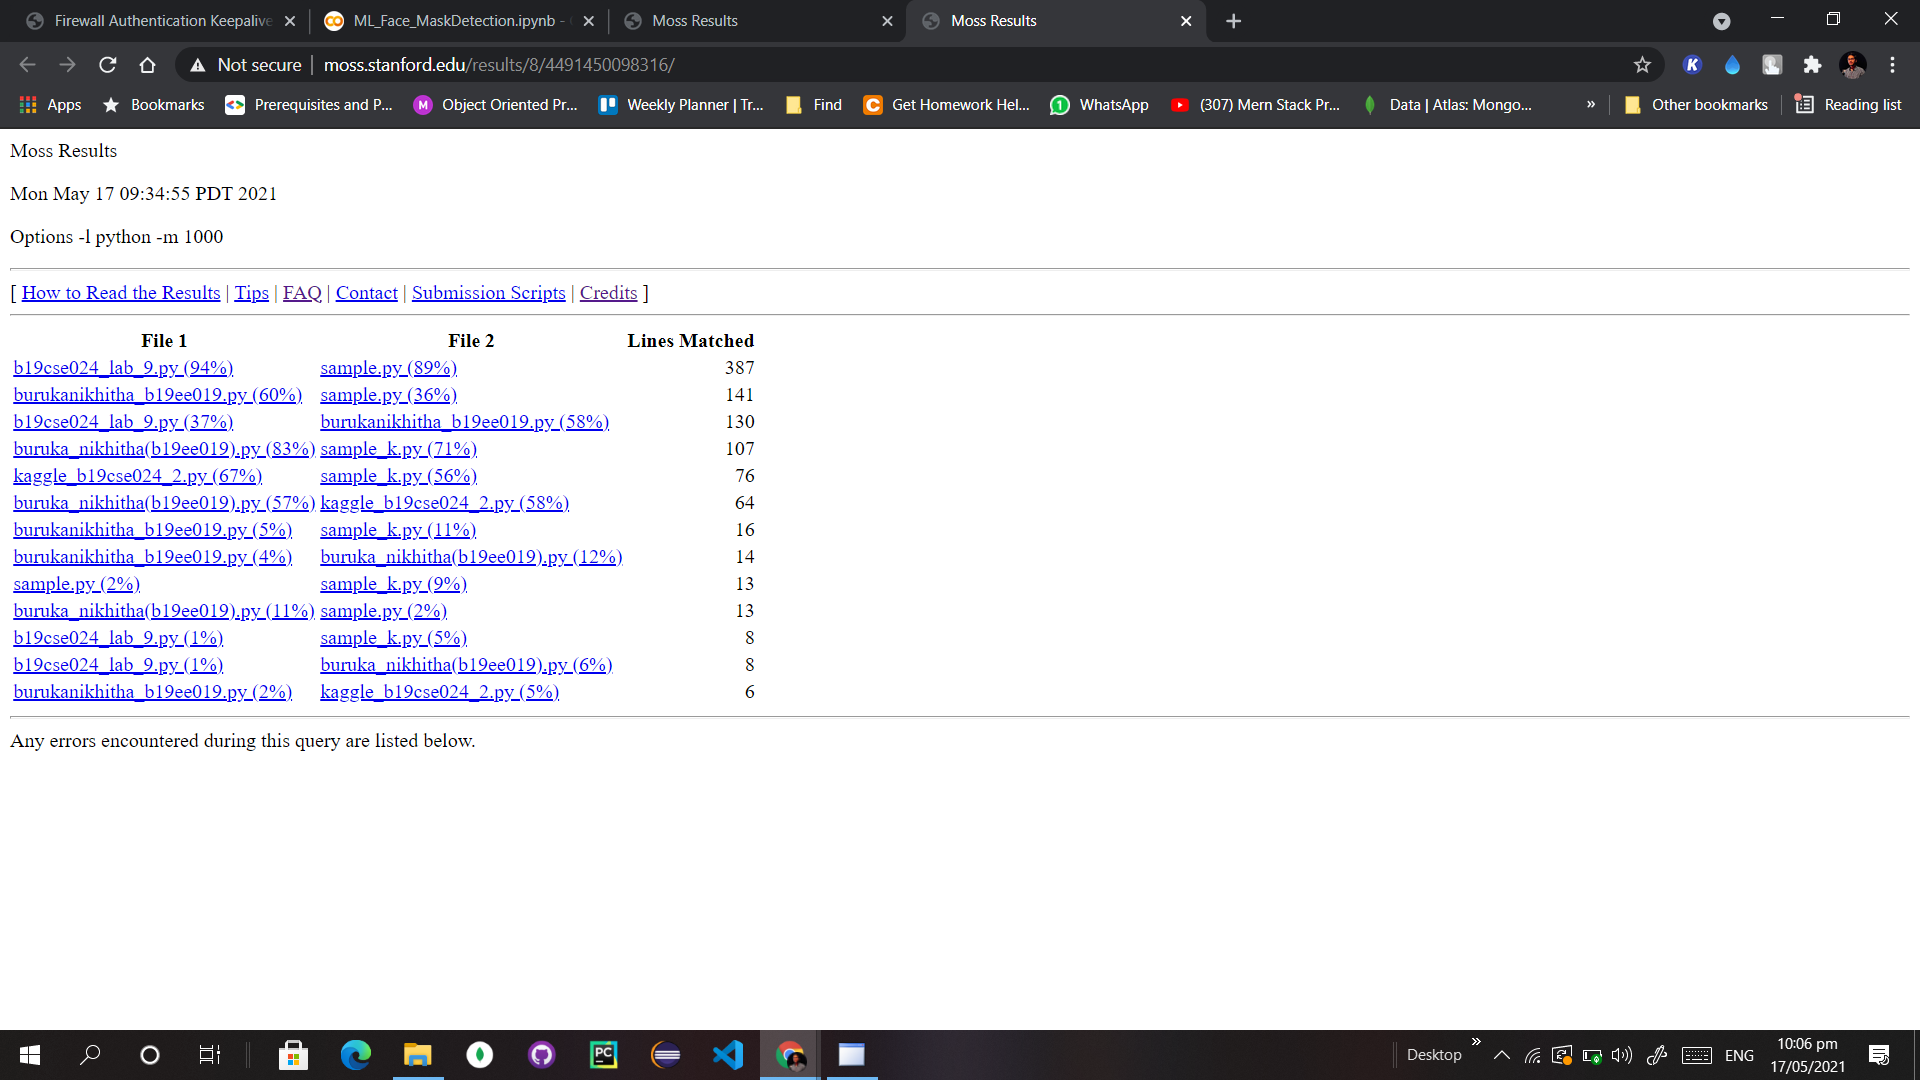 Firewall Authentication Keepalive
ML_Face_MaskDetection.ipynb -
Moss Results
Moss Results
Not secure | moss.stanford.edu/results/8/4491450098316/
Apps
Bookmarks
Prerequisites and P...
Object Oriented Pr...
Weekly Planner | Tr...
Find
Get Homework Hel...
WhatsApp
(307) Mern Stack Pr...
Data | Atlas: Mongo...
»
Other bookmarks
Reading list
Moss Results
Mon May 17 09:34:55 PDT 2021
Options -l python -m 1000
[ How to Read the Results | Tips | FAQ | Contact | Submission Scripts | Credits ]
File 1 File 2 Lines Matched
b19cse024_lab_9.py (94%) sample.py (89%) 387
burukanikhitha_b19ee019.py (60%) sample.py (36%) 141
b19cse024_lab_9.py (37%) burukanikhitha_b19ee019.py (58%) 130
buruka_nikhitha(b19ee019).py (83%) sample_k.py (71%) 107
kaggle_b19cse024_2.py (67%) sample_k.py (56%) 76
buruka_nikhitha(b19ee019).py (57%) kaggle_b19cse024_2.py (58%) 64
burukanikhitha_b19ee019.py (5%) sample_k.py (11%) 16
burukanikhitha_b19ee019.py (4%) buruka_nikhitha(b19ee019).py (12%) 14
sample.py (2%) sample_k.py (9%) 13
buruka_nikhitha(b19ee019).py (11%) sample.py (2%) 13
b19cse024_lab_9.py (1%) sample_k.py (5%) 8
b19cse024_lab_9.py (1%) buruka_nikhitha(b19ee019).py (6%) 8
burukanikhitha_b19ee019.py (2%) kaggle_b19cse024_2.py (5%) 6
Any errors encountered during this query are listed below.
Desktop
»
ENG
10:06 pm
17/05/2021